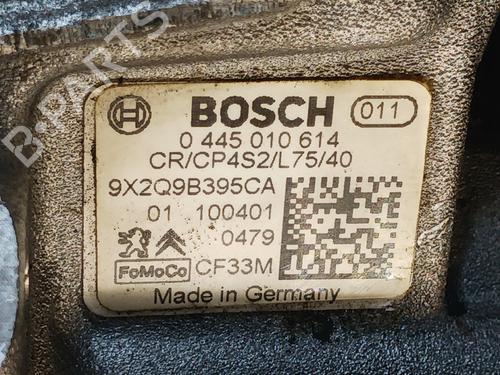 B-PARTS
BOSCH 011
0 445 010 614
CR/CP4S2/L75/40
9X2Q9B395CA
01 100401
0479
FoMoCo CF33M
Made in Germany